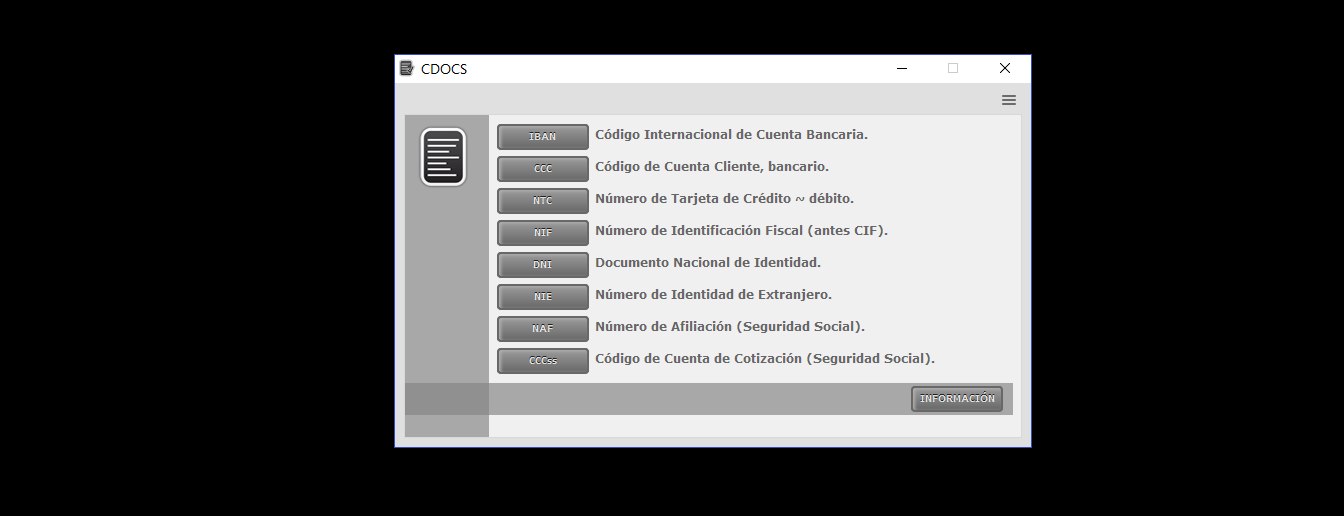 CDOCS
IBAN Código Internacional de Cuenta Bancaria.
CCC Código de Cuenta Cliente, bancario.
NTC Número de Tarjeta de Crédito ~ débito.
NIF Número de Identificación Fiscal (antes CIF).
DNI Documento Nacional de Identidad.
NIE Número de Identidad de Extranjero.
NAF Número de Afiliación (Seguridad Social).
CCCss Código de Cuenta de Cotización (Seguridad Social).
INFORMACIÓN